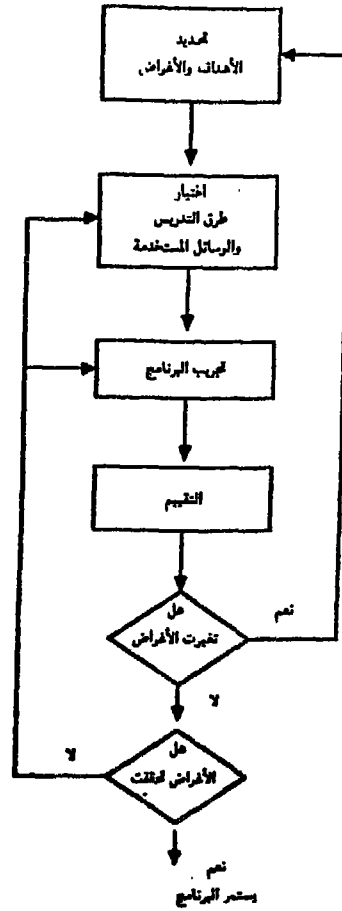 تحديد
الأهداف والأغراض
اختيار
طرق التدريس
والوسائل المستخدمة
تجريب البرنامج
التقييم
هل
تغيرت الأغراض
نعم
لا
هل
الأغراض تحققت
لا
نعم
يستمر البرنامج